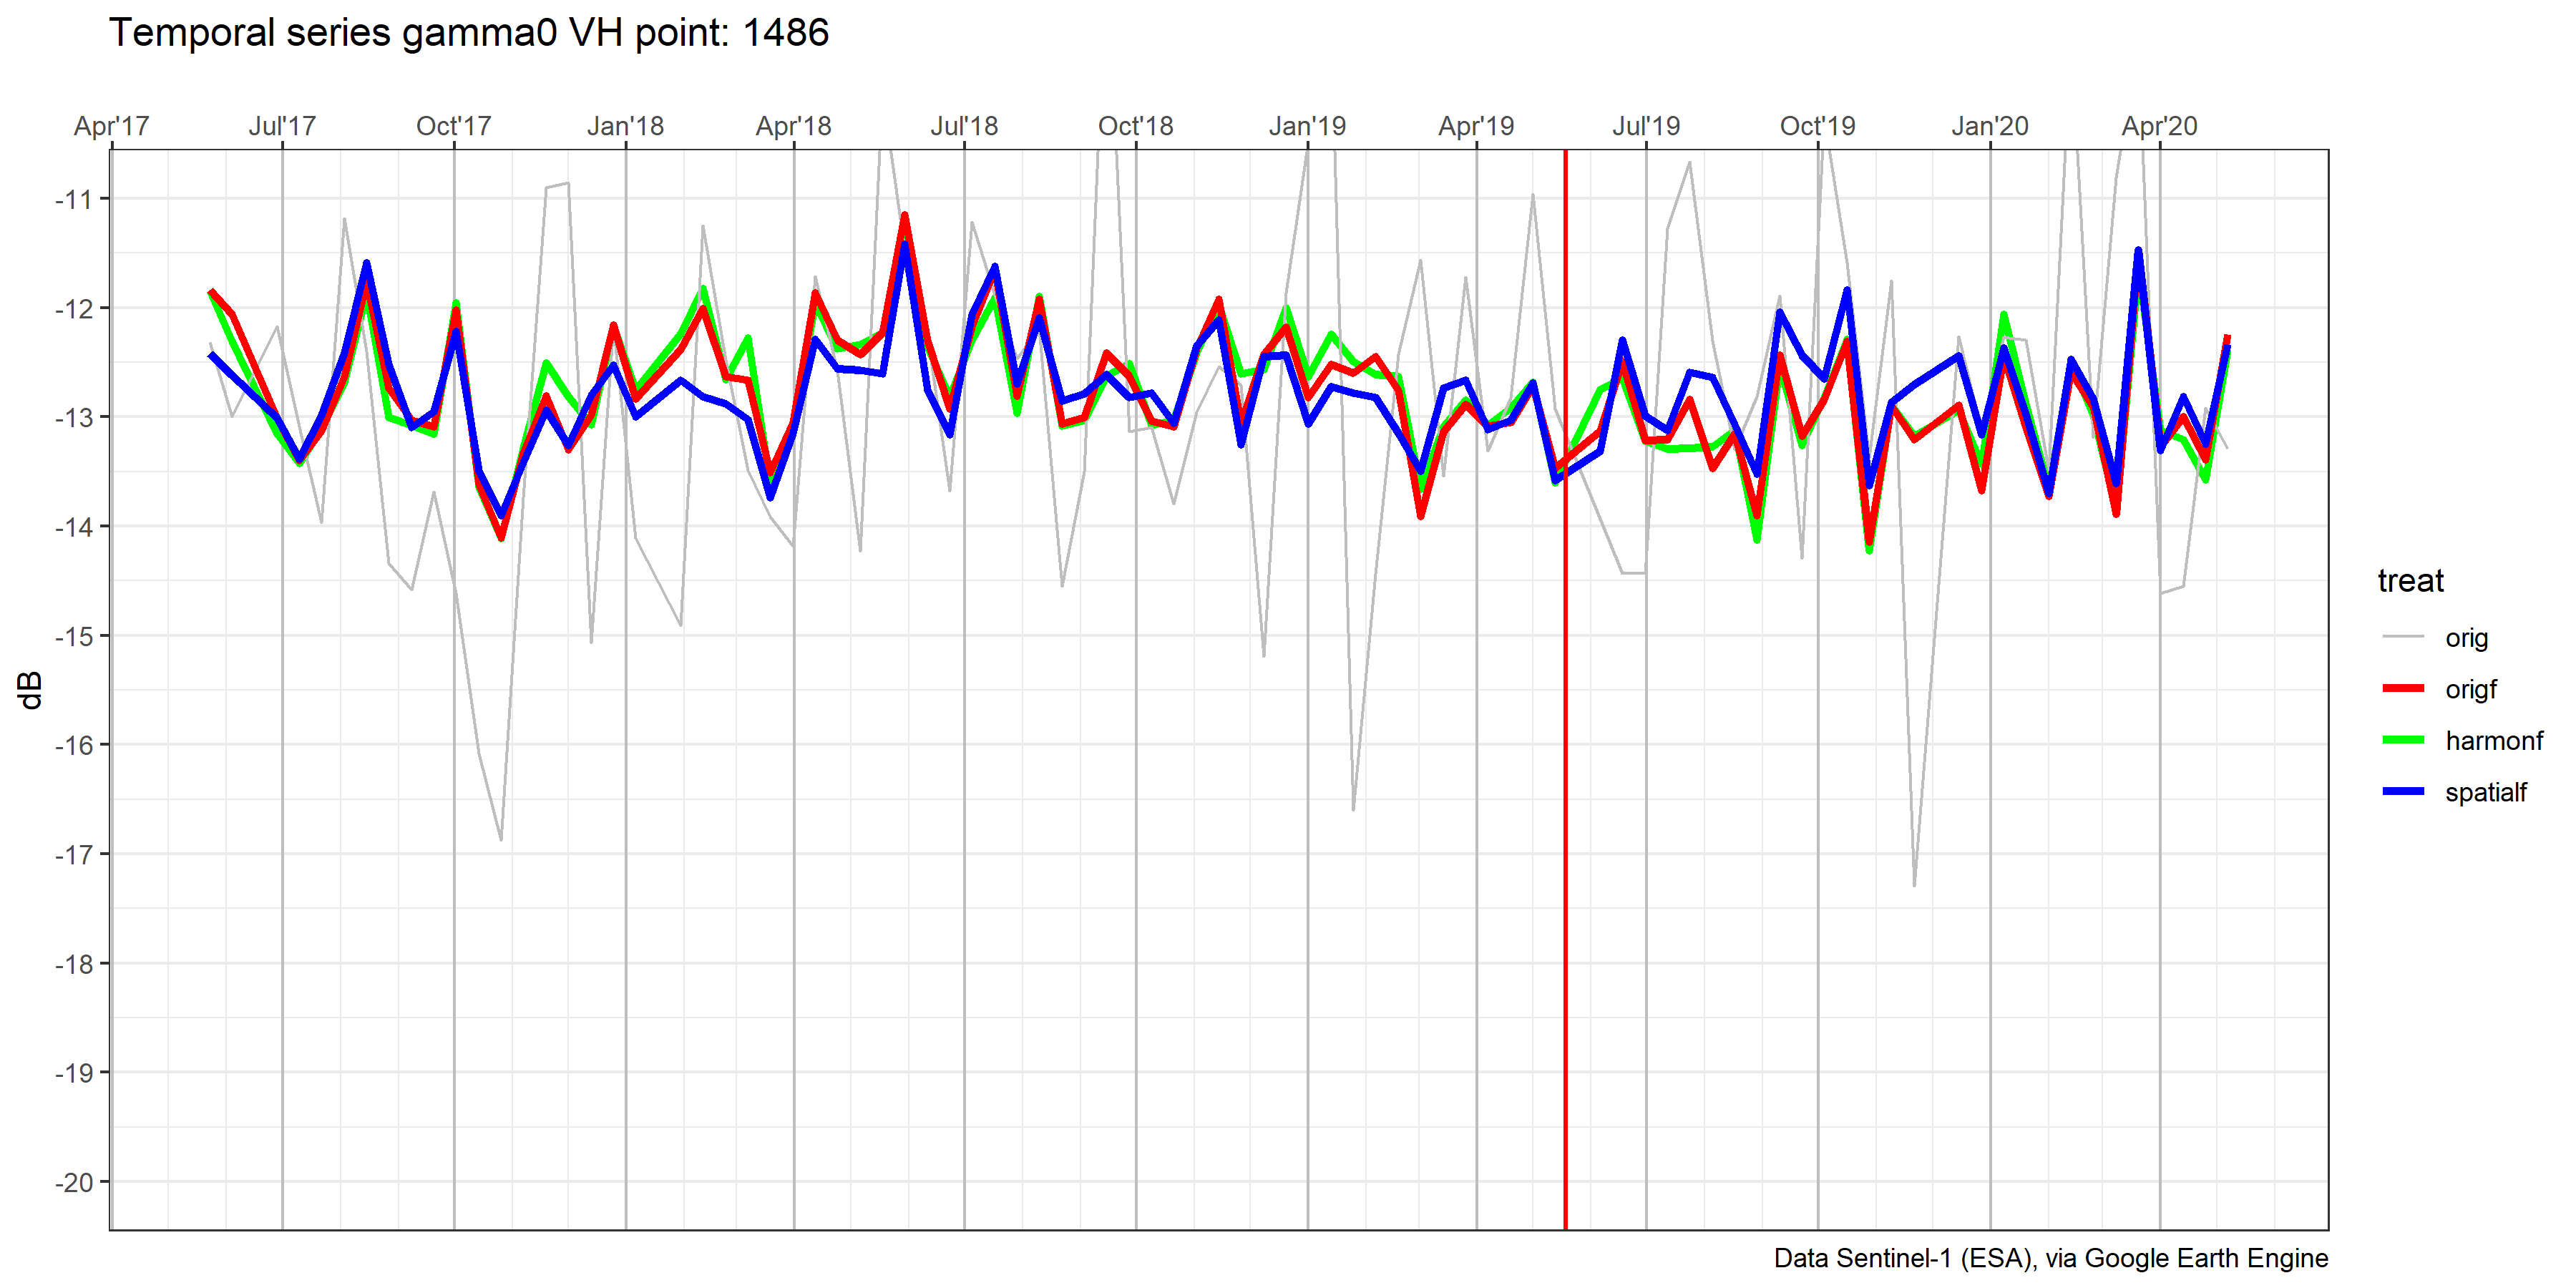 Temporal series gamma0 VH point: 1486
Apr'17 Jul'17 Oct'17 Jan'18 Apr'18 Jul'18 Oct'18 Jan'19 Apr'19 Jul'19 Oct'19 Jan'20 Apr'20
-11
-12
-13
-14
-15
-16
-17
-18
-19
-20
dB
treat
orig
origf
harmonf
spatialf
Data Sentinel-1 (ESA), via Google Earth Engine